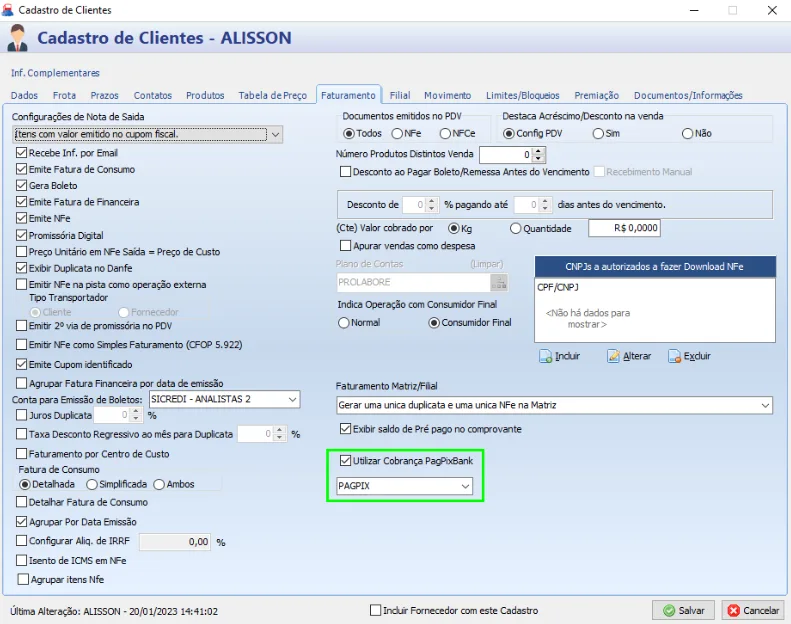 Cadastro de Clientes
Cadastro de Clientes - ALISSON
Inf. Complementares
Dados Frota Prazos Contatos Produtos Tabela de Preço Faturamento Filial Movimento Limites/Bloqueios Premiação Documentos/Informações
Configurações de Nota de Saida
Itens com valor emitido no cupom fiscal.
Recebe Inf. por Email
Emite Fatura de Consumo
Gera Boleto
Emite Fatura de Financeira
Emite NFe
Promissória Digital
Preço Unitário em NFe Saída = Preço de Custo
Exibir Duplicata no Danfe
Emitir NFe na pista como operação externa
Tipo Transportador
Cliente Fornecedor
Emitir 2º via de promissória no PDV
Emitir NFe como Simples Faturamento (CFOP 5.922)
Emite Cupom identificado
Agrupar Fatura Financeira por data de emissão
Conta para Emissão de Boletos: SICREDI - ANALISTAS 2
Juros Duplicata 0 %
Taxa Desconto Regressivo ao mês para Duplicata 0 %
Faturamento por Centro de Custo
Fatura de Consumo
Detalhada Simplificada Ambos
Detalhar Fatura de Consumo
Agrupar Por Data Emissão
Configurar Aliq. de IRRF 0,00 %
Isento de ICMS em NFe
Agrupar itens Nfe
Documentos emitidos no PDV
Todos NFe NFCe
Destaca Acréscimo/Desconto na venda
Config PDV Sim Não
Número Produtos Distintos Venda 0
Desconto ao Pagar Boleto/Remessa Antes do Vencimento Recebimento Manual
Desconto de 0 % pagando até 0 dias antes do vencimento.
(Cte) Valor cobrado por Kg Quantidade R$ 0,0000
Apurar vendas como despesa
Plano de Contas (Limpar)
PROLABORE
Indica Operação com Consumidor Final
Normal Consumidor Final
CNPJs a autorizados a fazer Download NFe
CPF/CNPJ
<Não há dados para
mostrar>
Incluir Alterar Excluir
Faturamento Matriz/Filial
Gerar uma unica duplicata e uma unica NFe na Matriz
Exibir saldo de Pré pago no comprovante
Utilizar Cobrança PagPixBank
PAGPIX
Última Alteração: ALISSON - 20/01/2023 14:41:02
Incluir Fornecedor com este Cadastro
Salvar Cancelar